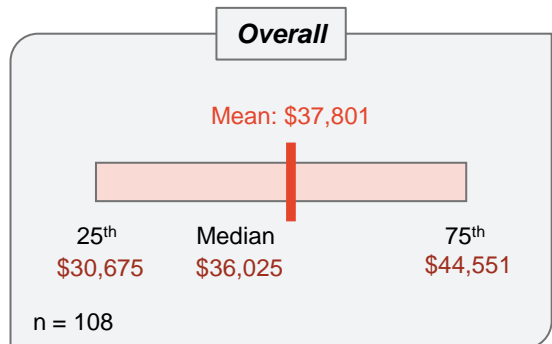 Overall
Mean: $37,801
25th Median 75th
$30,675 $36,025 $44,551
n = 108